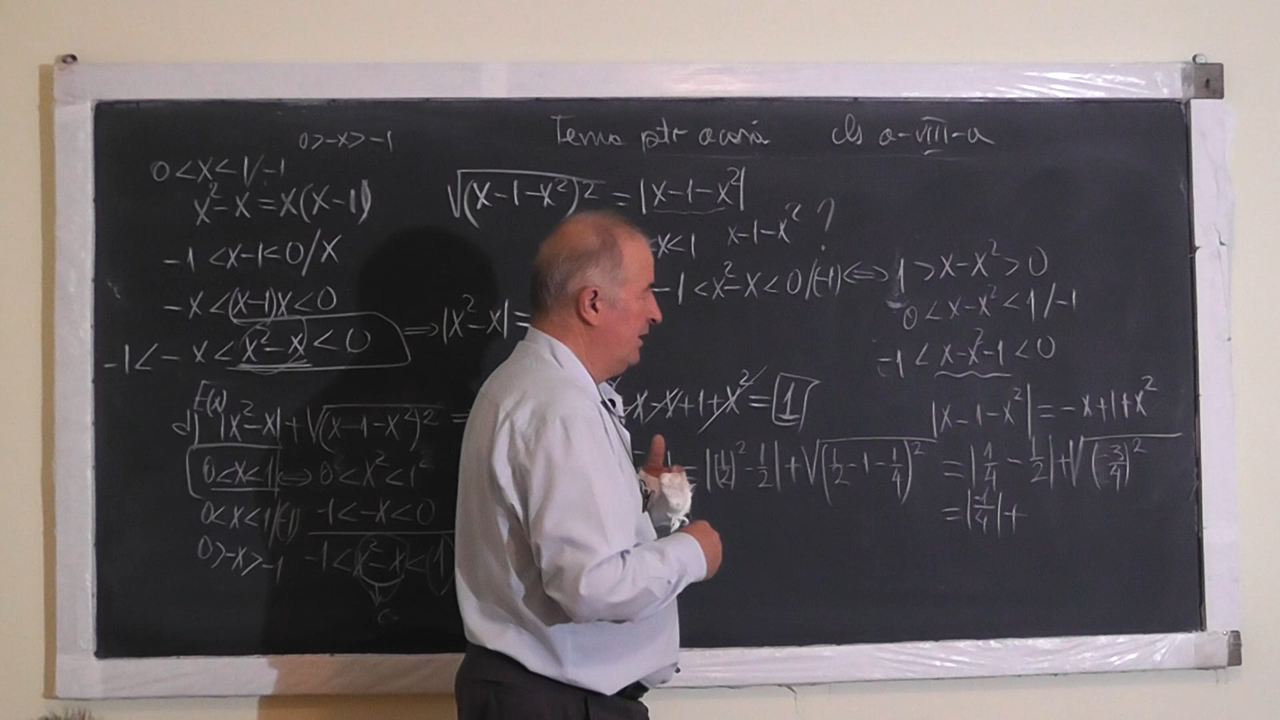 Tema ptr acasă cls a-VIII-a
0>-x>-1
0<x<1/-1
x²-x=x(x-1)
-1<x-1<0/x
-x<(x-1)x<0
-1<-x<x²-x<0 ⇒|x²-x|=
√(x-1-x²)²=|x-1-x²|
x<1 x-1-x²?
-1<x²-x<0/(-1)⇔1>x-x²>0
0<x-x²<1/-1
-1<x-x²-1<0
|x-1-x²|=-x+1+x²
E(x)
d) |x²-x|+√(x-1-x²)²=
-x+1+x²=1
0<x<1⇔0<x²<1²
0<x<1/(-1) -1<-x<0
0>-x>-1 -1<x²-x<1
=|(1/2)²-1/2|+√(1/2-1-1/4)² =|1/4-1/2|+√(-3/4)²
=|-1/4|+